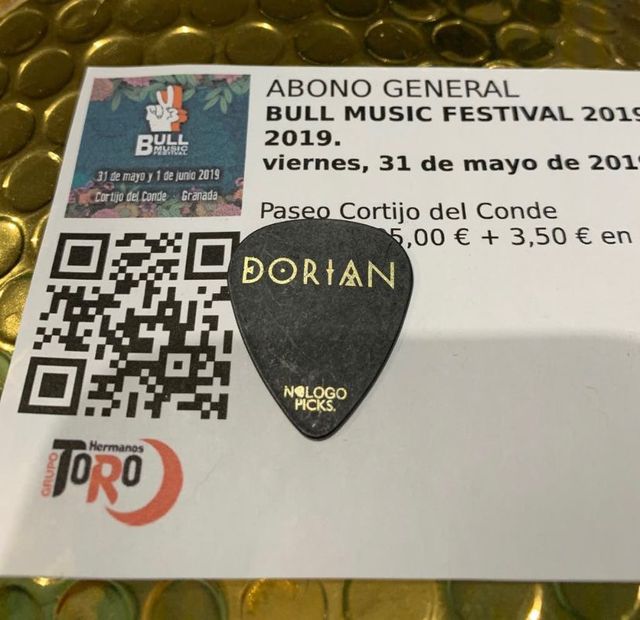 ABONO GENERAL
BULL MUSIC FESTIVAL 2019
2019.
viernes, 31 de mayo de 2019
Paseo Cortijo del Conde
5,00 € + 3,50 € en
BULL
MUSIC
FESTIVAL
31 de mayo y 1 de junio 2019
Cortijo del Conde - Granada
DORIAN
NOLOGO
PICKS.
GRUPO
Hermanos
TORO